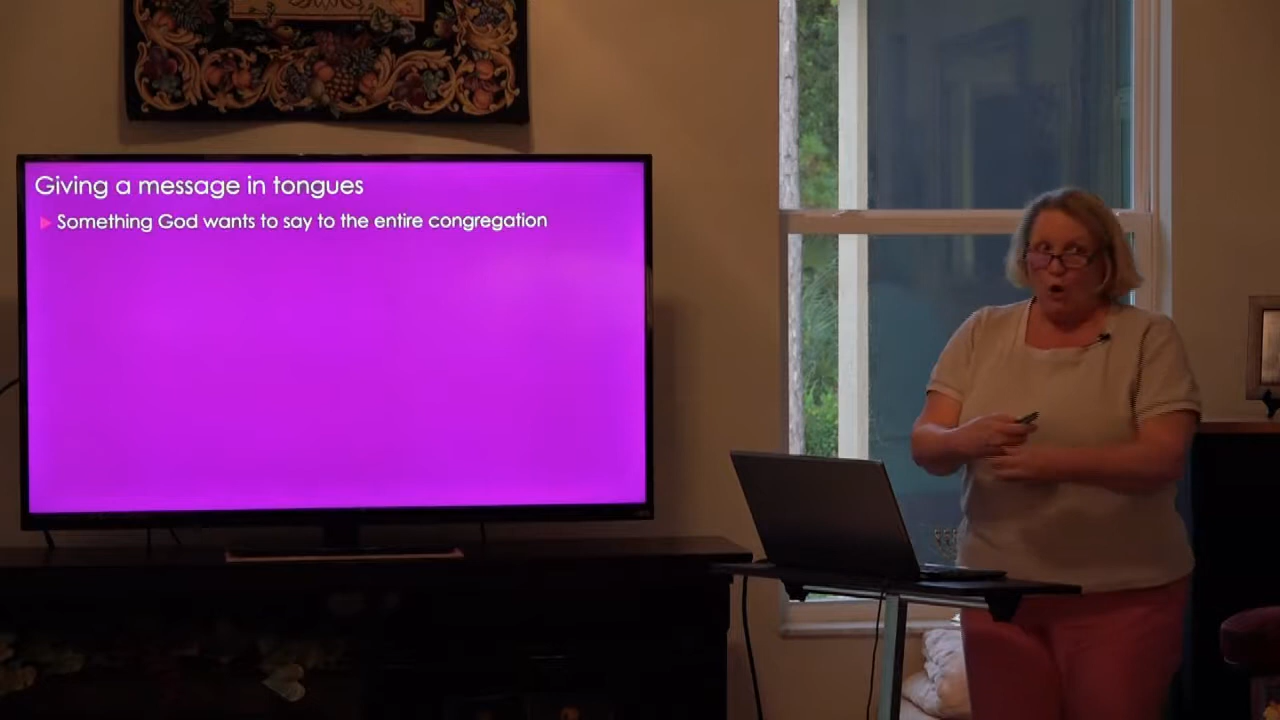 Giving a message in tongues
Something God wants to say to the entire congregation